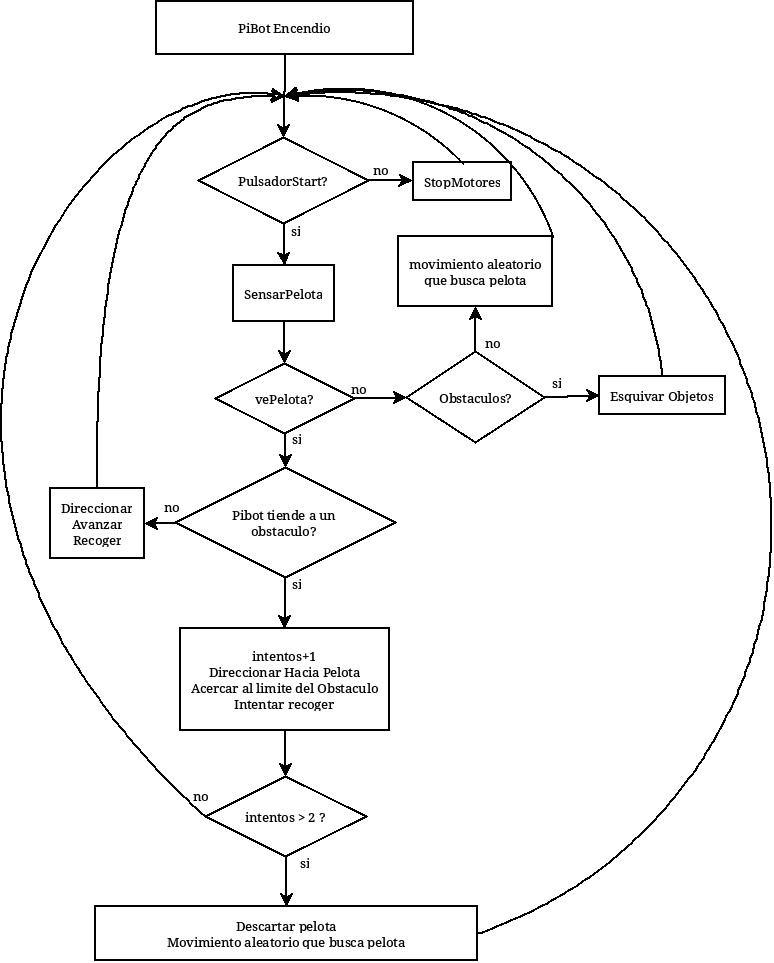 PiBot Encendio
PulsadorStart?
no
StopMotores
si
SensarPelota
movimiento aleatorio
que busca pelota
no
vePelota?
no
Obstaculos?
si
Esquivar Objetos
si
Pibot tiende a un
obstaculo?
no
Direccionar
Avanzar
Recoger
si
intentos+1
Direccionar Hacia Pelota
Acercar al limite del Obstaculo
Intentar recoger
no
intentos > 2 ?
si
Descartar pelota
Movimiento aleatorio que busca pelota